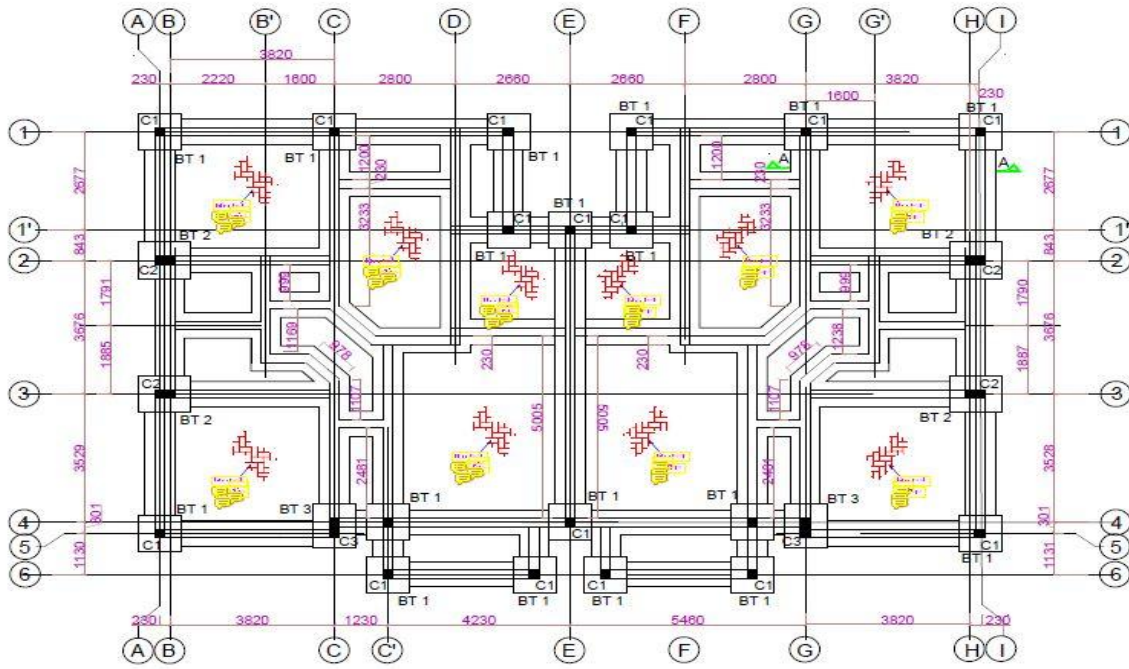 A B B' C D E F G G' H I
3820
230 2220 1600 2800 2660 2660 2800 3820
1600 230
BT 1 BT 1 BT 1
1 C1 C1 C1 C1 C1 C1 1
BT 1 BT 1 BT 1
1200 230 1200 230 A A
2677 2677
3233 3233
BT 1
1' C1 C1 C1 1'
BT 2 BT 1 BT 1 BT 2
843 843
2 C2 C2 2
1791 999 999 1790
3676 3676
1169 1238
978 978
1885 230 230 1887
3 C2 C2 3
1107 1107
BT 2 BT 2
5005
3529 2481 2481 3528
BT 1 BT 3 BT 1 BT 1 BT 1 BT 3
4 301 4
5 C1 C3 C1 C3 C1 5
BT 1
1130 1131
6 C1 C1 C1 C1 6
BT 1 BT 1 BT 1 BT 1
230 3820 1230 4230 5460 3820 230
A B C C' E F G H I